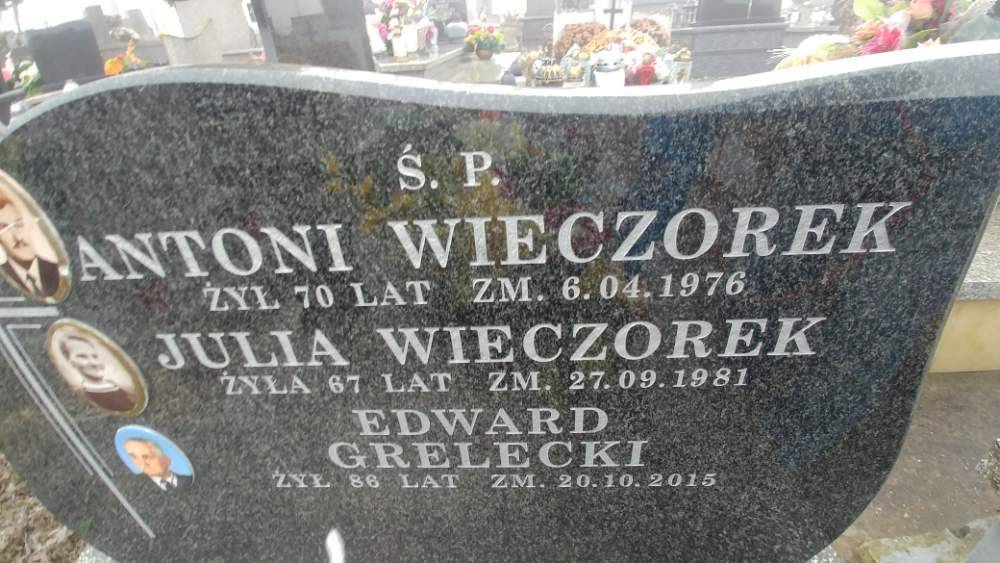 Ś. P.
ANTONI WIECZOREK
ŻYŁ 70 LAT ZM. 6.04.1976
JULIA WIECZOREK
ŻYŁA 67 LAT ZM. 27.09.1981
EDWARD
GRELECKI
ŻYŁ 86 LAT ZM. 20.10.2015